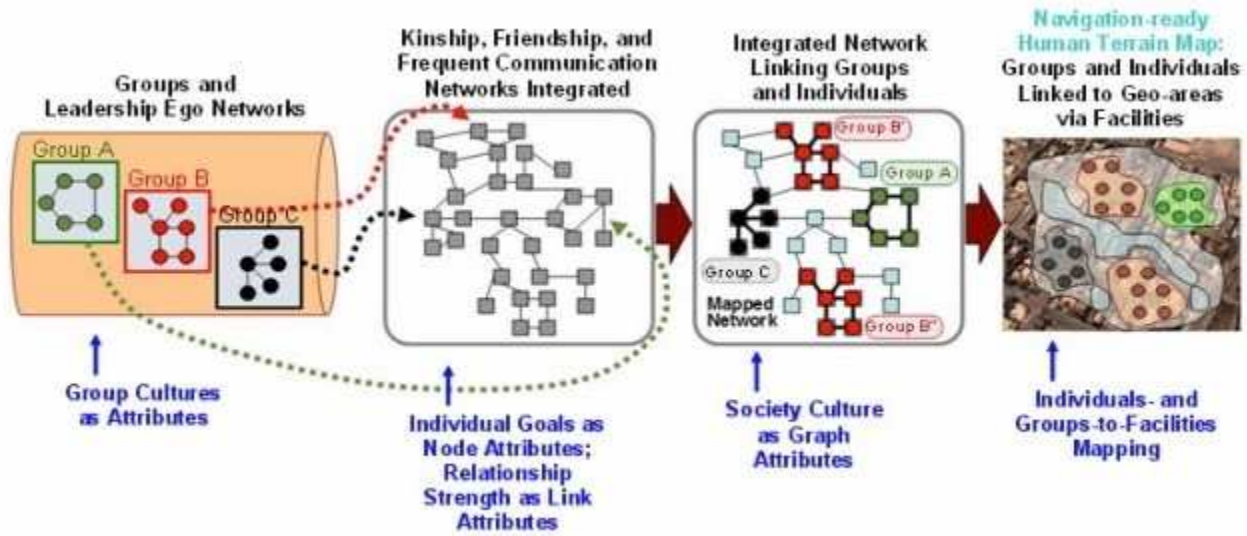 Groups and
Leadership Ego Networks
Group A
Group B
Group C
Group Cultures
as Attributes
Kinship, Friendship, and
Frequent Communication
Networks Integrated
Individual Goals as
Node Attributes;
Relationship
Strength as Link
Attributes
Integrated Network
Linking Groups
and Individuals
Group B'
Group A
Group C
Mapped
Network
Group B"
Society Culture
as Graph
Attributes
Navigation-ready
Human Terrain Map:
Groups and Individuals
Linked to Geo-areas
via Facilities
Individuals- and
Groups-to-Facilities
Mapping